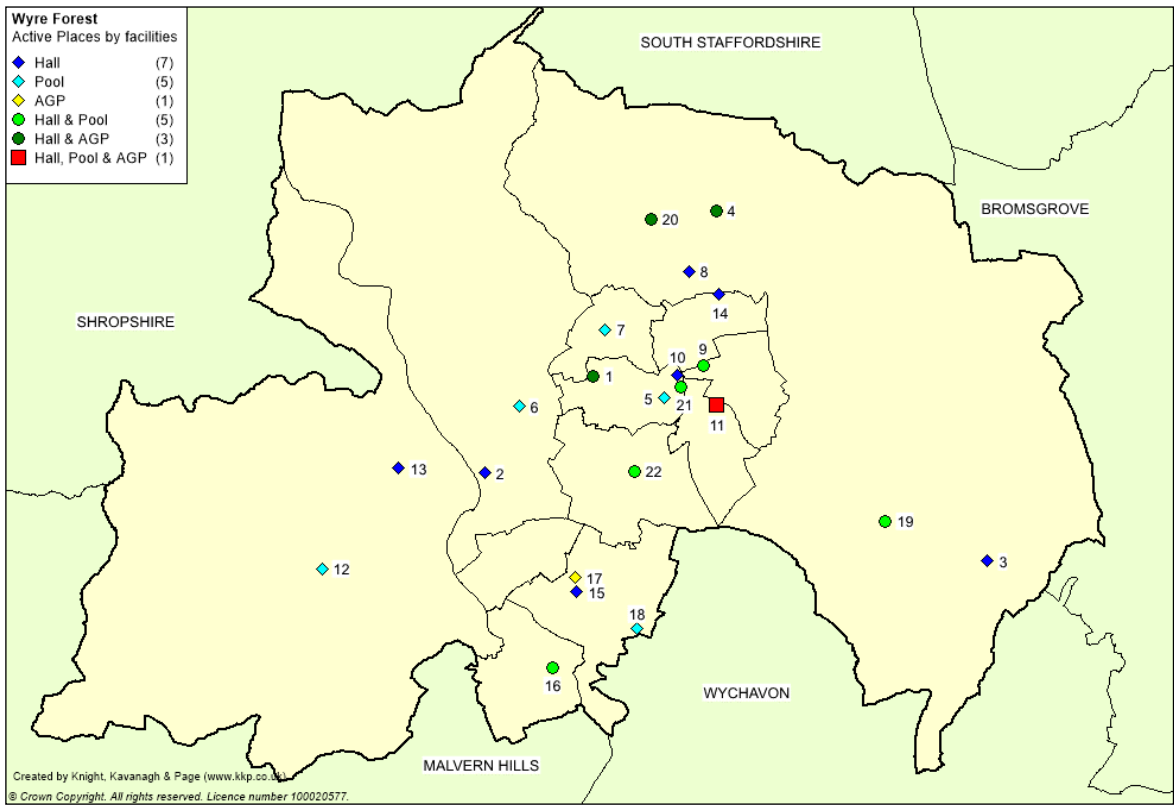 Wyre Forest
Active Places by facilities
Hall (7)
Pool (5)
AGP (1)
Hall & Pool (5)
Hall & AGP (3)
Hall, Pool & AGP (1)
SOUTH STAFFORDSHIRE
BROMSGROVE
20
4
8
14
SHROPSHIRE
7
10
9
1
5
21
11
6
13
2
22
19
3
12
17
15
18
16
WYCHAVON
MALVERN HILLS
Created by Knight, Kavanagh & Page (www.kkp.co.uk)
© Crown Copyright. All rights reserved. Licence number 100020577.